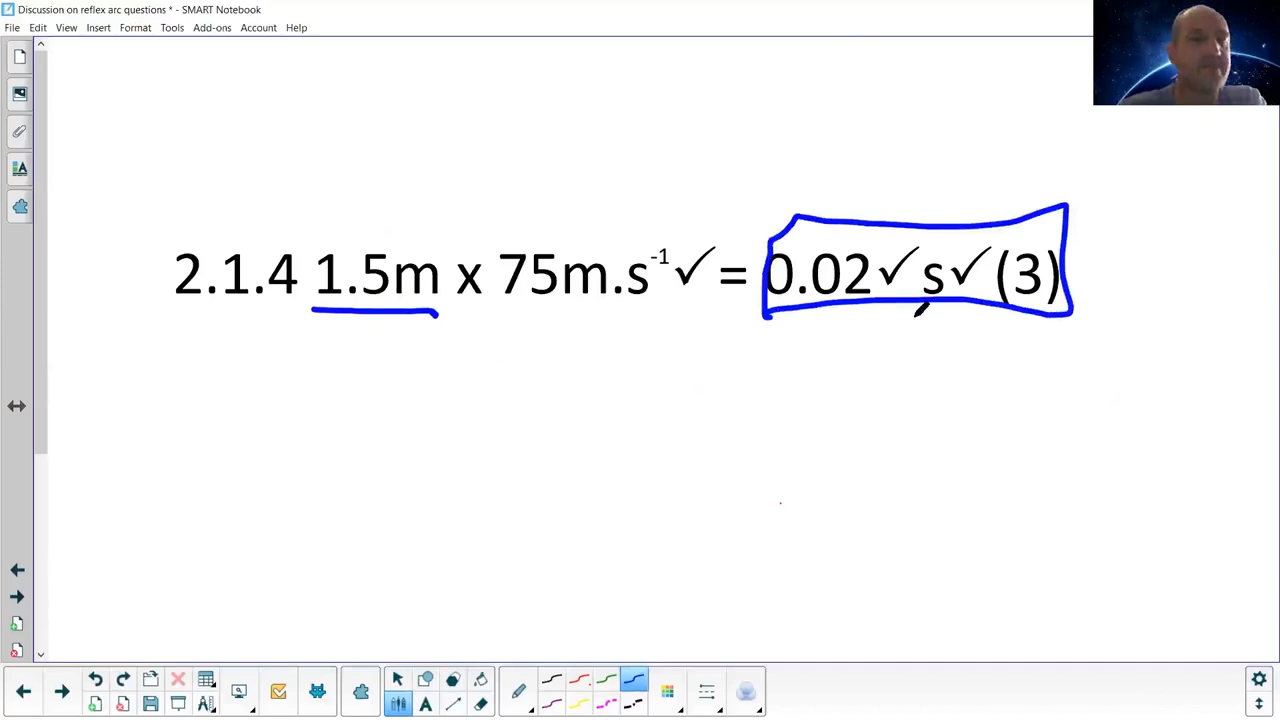 Discussion on reflex arc questions * - SMART Notebook
File Edit View Insert Format Tools Add-ons Account Help
2.1.4 1.5m x 75m.s⁻¹✓= 0.02✓s✓(3)